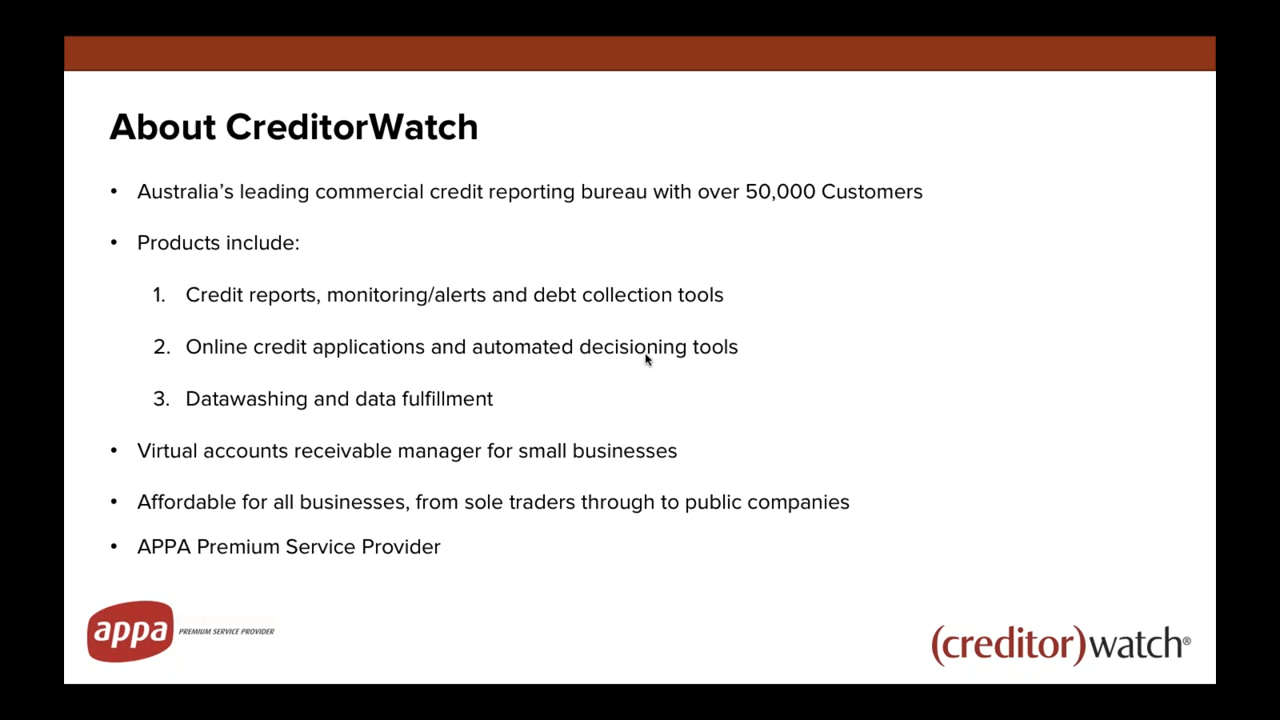 About CreditorWatch
• Australia’s leading commercial credit reporting bureau with over 50,000 Customers
• Products include:
1. Credit reports, monitoring/alerts and debt collection tools
2. Online credit applications and automated decisioning tools
3. Datawashing and data fulfillment
• Virtual accounts receivable manager for small businesses
• Affordable for all businesses, from sole traders through to public companies
• APPA Premium Service Provider
appa PREMIUM SERVICE PROVIDER
(creditor)watch®